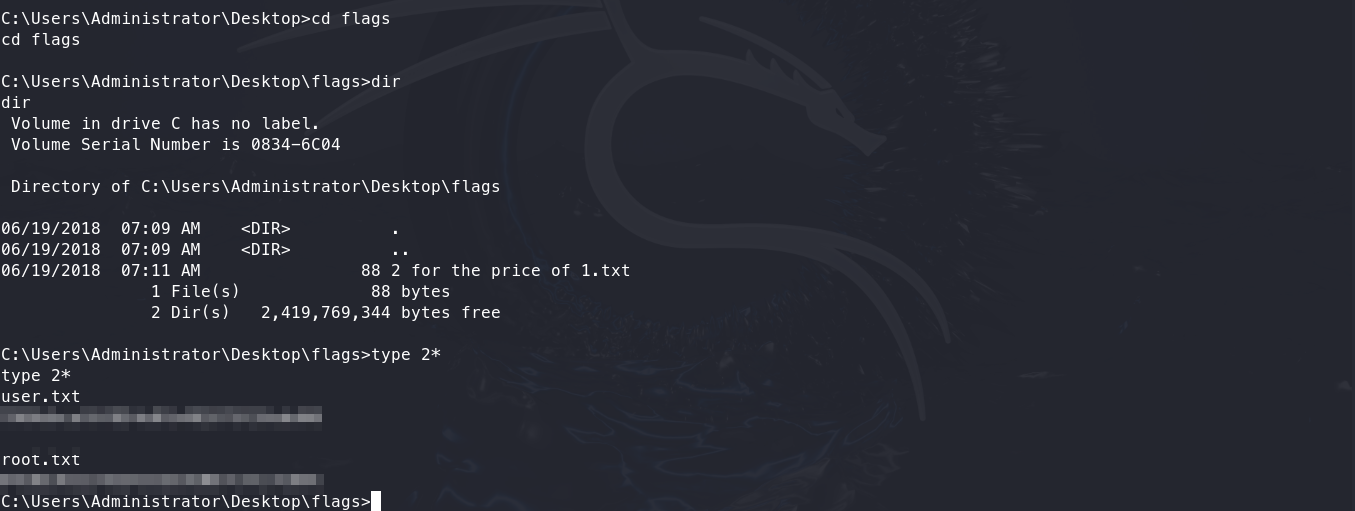 C:\Users\Administrator\Desktop>cd flags
cd flags

C:\Users\Administrator\Desktop\flags>dir
dir
 Volume in drive C has no label.
 Volume Serial Number is 0834-6C04

 Directory of C:\Users\Administrator\Desktop\flags

06/19/2018  07:09 AM    <DIR>          .
06/19/2018  07:09 AM    <DIR>          ..
06/19/2018  07:11 AM                88 2 for the price of 1.txt
               1 File(s)             88 bytes
               2 Dir(s)   2,419,769,344 bytes free

C:\Users\Administrator\Desktop\flags>type 2*
type 2*
user.txt

root.txt

C:\Users\Administrator\Desktop\flags>